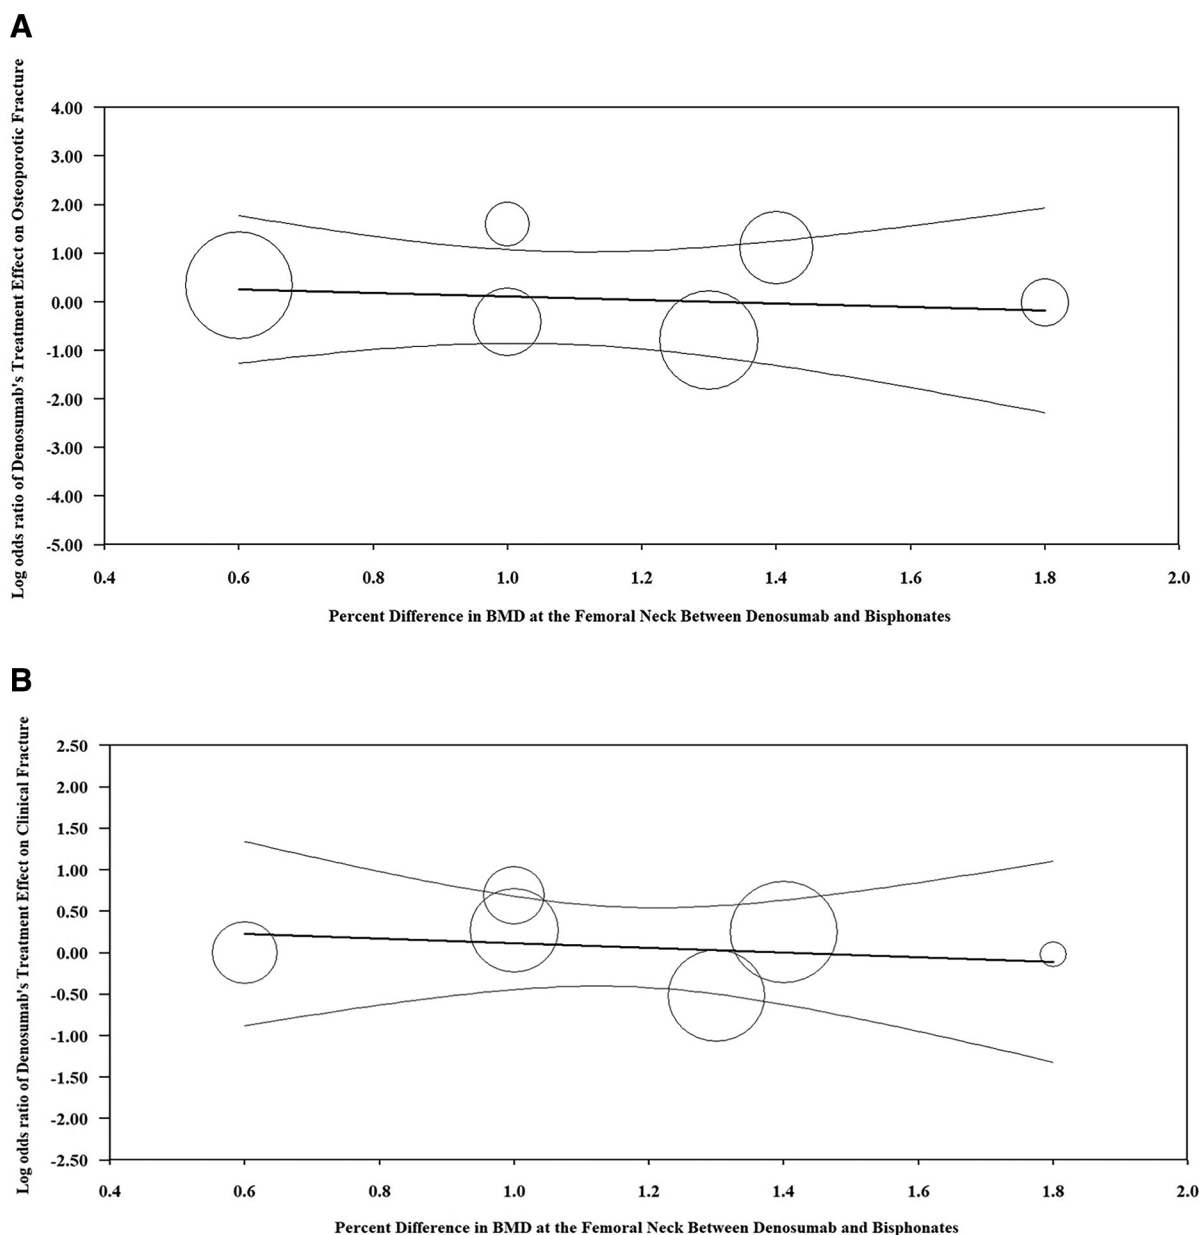 A
Log odds ratio of Denosumab's Treatment Effect on Osteoporotic Fracture
4.00
3.00
2.00
1.00
0.00
-1.00
-2.00
-3.00
-4.00
-5.00
0.4 0.6 0.8 1.0 1.2 1.4 1.6 1.8 2.0
Percent Difference in BMD at the Femoral Neck Between Denosumab and Bisphonates
B
Log odds ratio of Denosumab's Treatment Effect on Clinical Fracture
2.50
2.00
1.50
1.00
0.50
0.00
-0.50
-1.00
-1.50
-2.00
-2.50
0.4 0.6 0.8 1.0 1.2 1.4 1.6 1.8 2.0
Percent Difference in BMD at the Femoral Neck Between Denosumab and Bisphonates